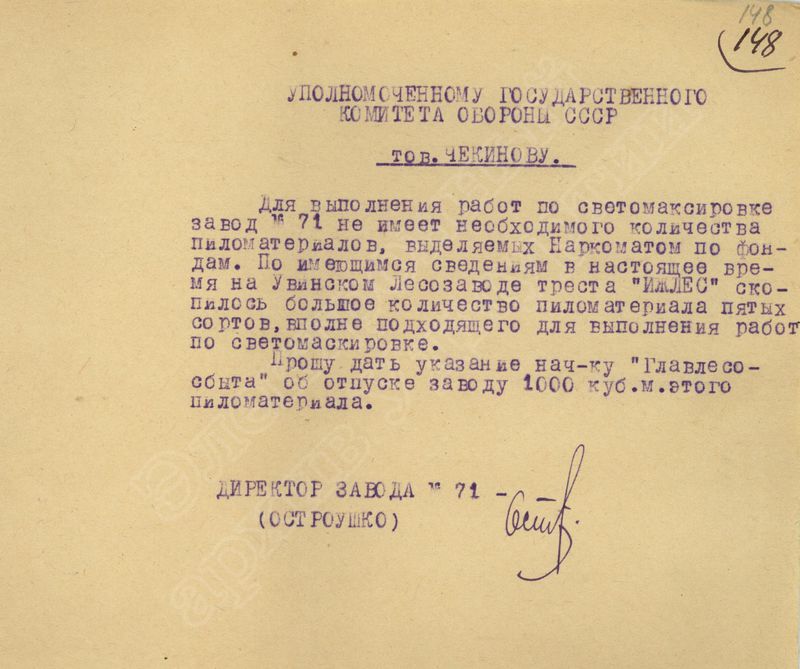 148
148
УПОЛНОМОЧЕННОМУ ГОСУДАРСТВЕННОГО
КОМИТЕТА ОБОРОНЫ СССР
тов. ЧЕКИНОВУ.
Для выполнения работ по светомаксировке
завод № 71 не имеет необходимого количества
пиломатериалов, выделяемых Наркоматом по фон-
дам. По имеющимся сведениям в настоящее вре-
мя на Увинском Лесозаводе треста "ИжЛЕС" ско-
пилось большое количество пиломатериала пятых
сортов,вполне подходящего для выполнения работ
по светомаскировке.
Прошу дать указание нач-ку "Главлесо-
сбыта" об отпуске заводу 1000 куб.м.этого
пиломатериала.
ДИРЕКТОР ЗАВОДА № 71 -
(ОСТРОУШКО)